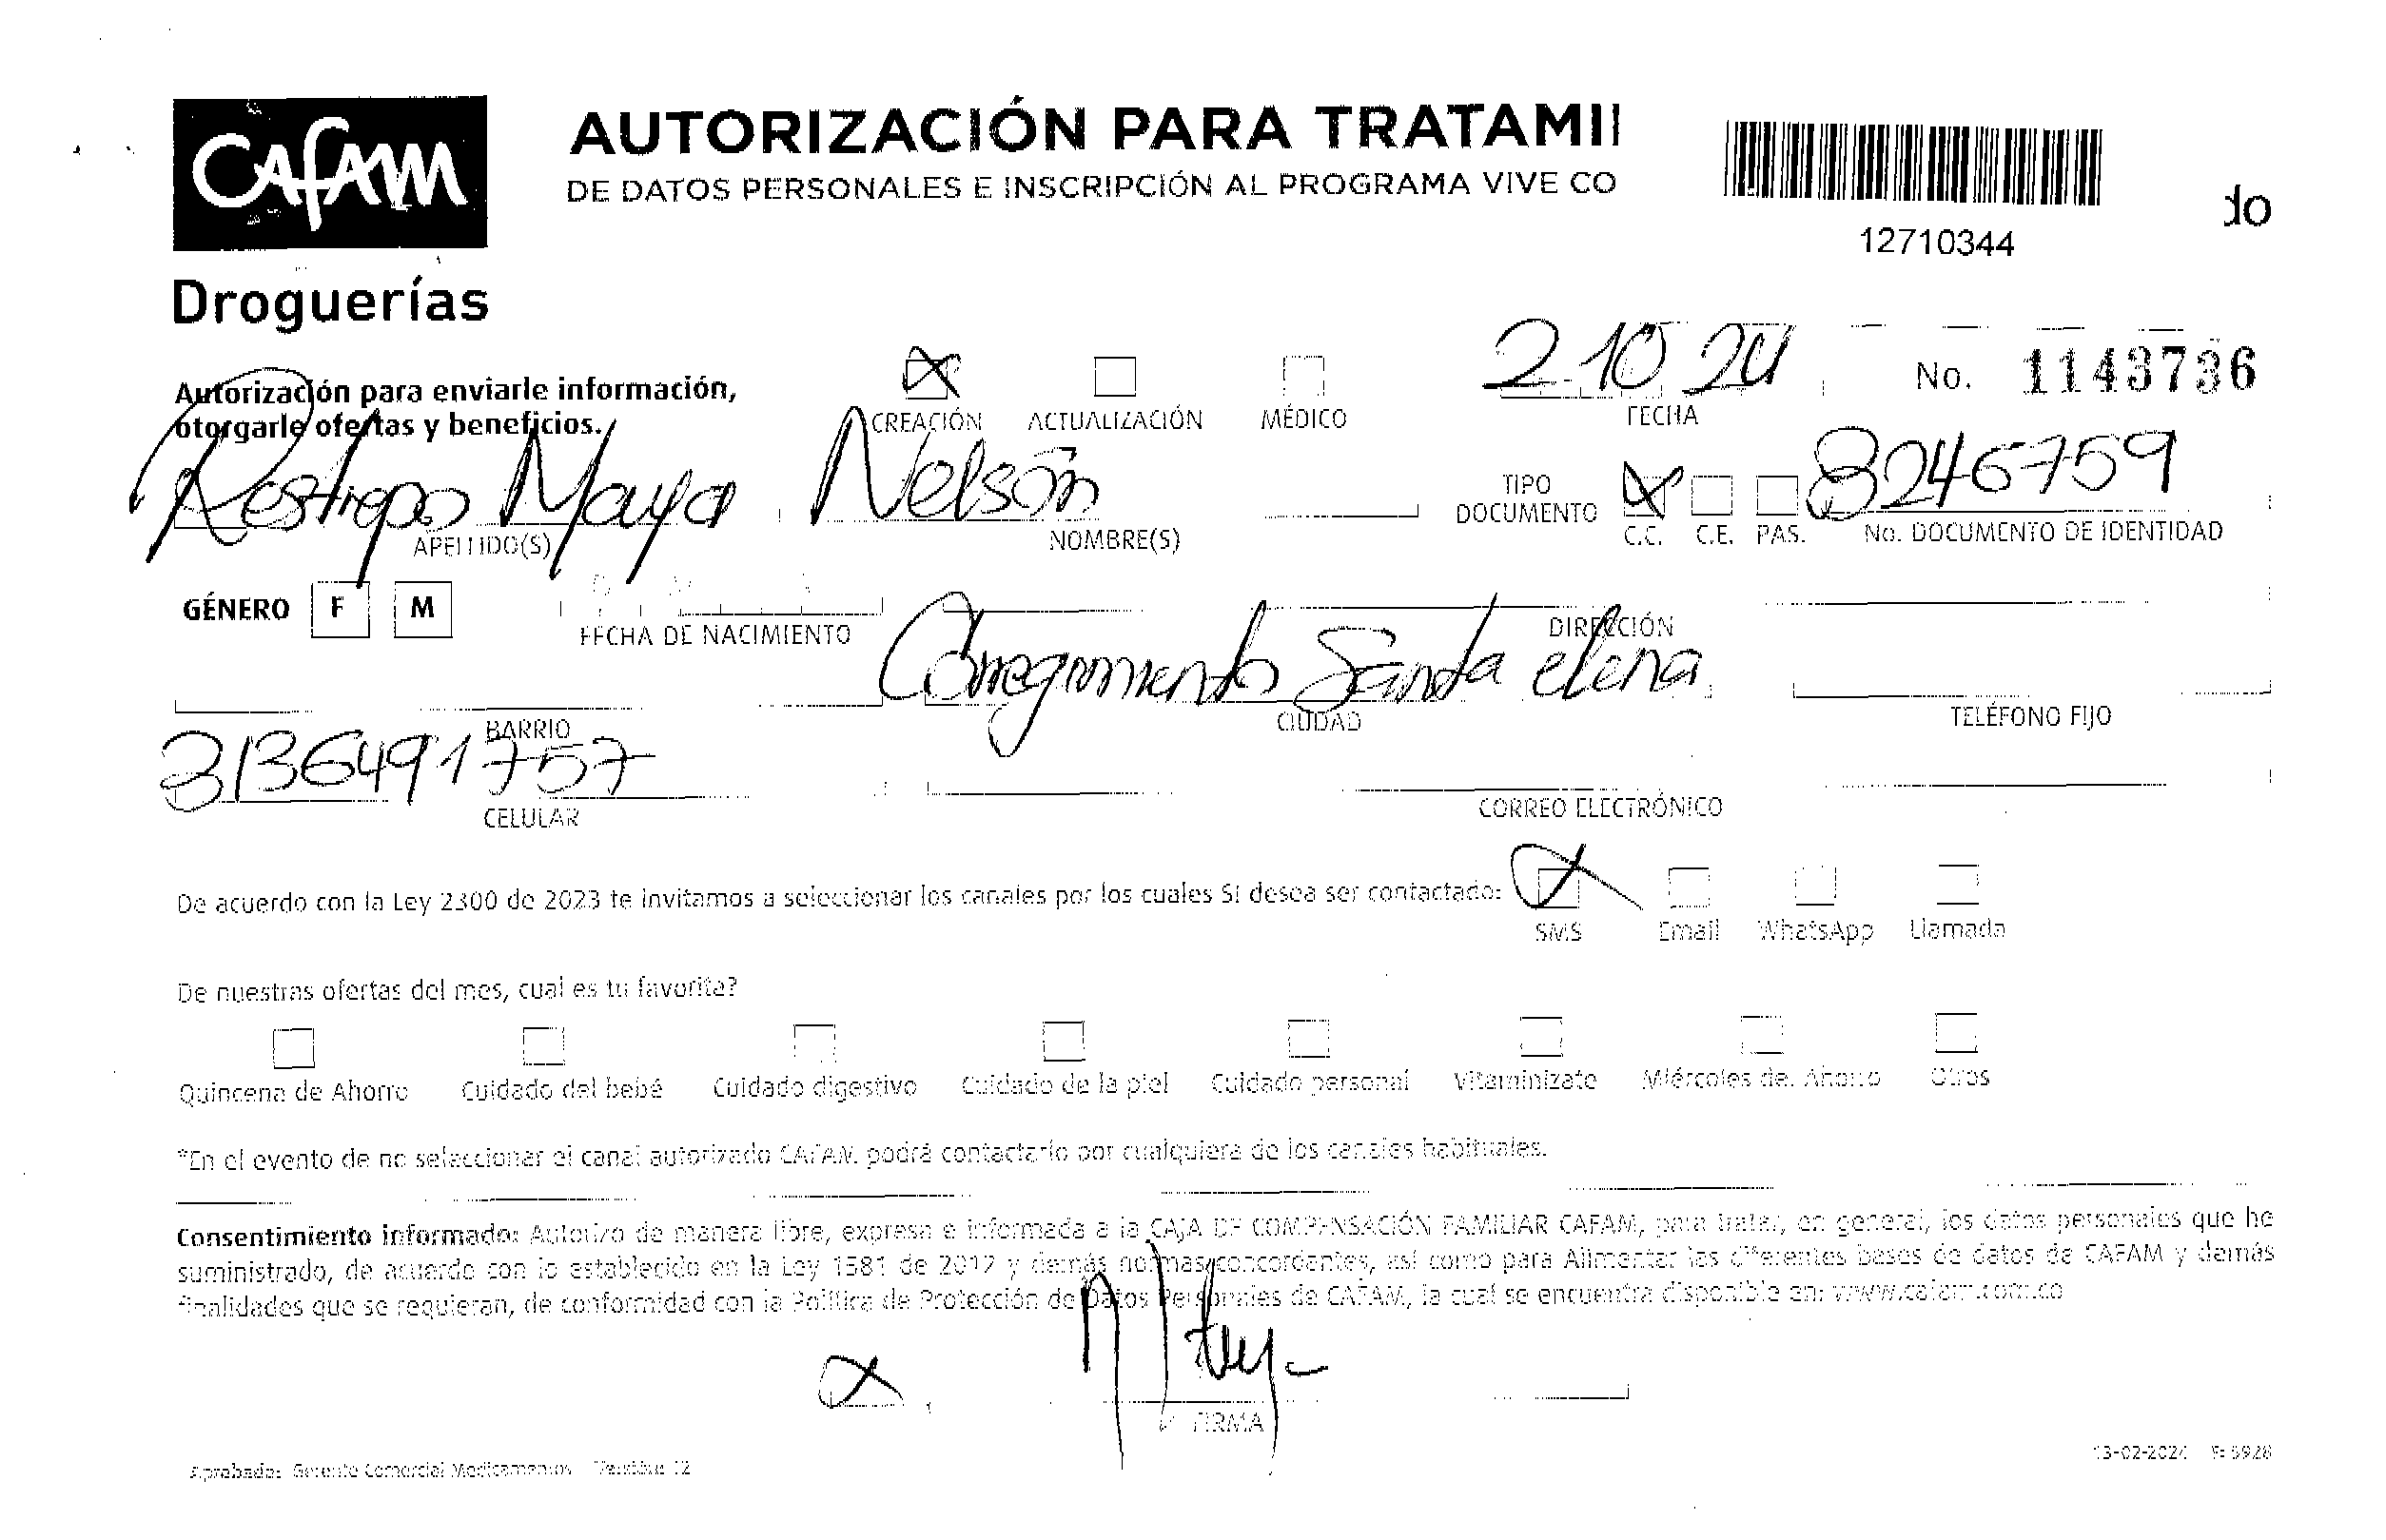 CAFAM
Droguerías
AUTORIZACIÓN PARA TRATAMI
DE DATOS PERSONALES E INSCRIPCIÓN AL PROGRAMA VIVE CO
do
12710344
Autorización para enviarle información,
otorgarle ofertas y beneficios.
CREACIÓN ACTUALIZACIÓN MÉDICO
2 10 24
FECHA
No. 1143736
Restrepo Maya Nelson
APELLIDO(S) NOMBRE(S)
TIPO DOCUMENTO C.C. C.E. PAS.
8246759
No. DOCUMENTO DE IDENTIDAD
GÉNERO F M
FECHA DE NACIMIENTO
DIRECCIÓN
Corregimiento Santa elena
BARRIO CIUDAD TELÉFONO FIJO
3136491757
CELULAR CORREO ELECTRÓNICO
De acuerdo con la Ley 2300 de 2023 te invitamos a seleccionar los canales por los cuales SI desea ser contactado:
SMS Email WhatsApp Llamada
De nuestras ofertas del mes, cual es tu favorita?
Quincena de Ahorro Cuidado del bebé Cuidado digestivo Cuidado de la piel Cuidado personal Vitaminízate Miércoles de Ahorro Otros
*En el evento de no seleccionar el canal autorizado CAFAM podrá contactarlo por cualquiera de los canales habituales.
Consentimiento informado: Autorizo de manera libre, expresa e informada a la CAJA DE COMPENSACIÓN FAMILIAR CAFAM, para tratar, en general, los datos personales que he
suministrado, de acuerdo con lo establecido en la Ley 1581 de 2012 y demás normas concordantes, así como para Alimentar las diferentes bases de datos de CAFAM y demás
finalidades que se requieran, de conformidad con la Política de Protección de Datos Personales de CAFAM, la cual se encuentra disponible en: www.cafam.com.co
FIRMA
Aprobada: Gerente Comercial Medicamentos Versión: 12
13-02-2024 F: 5928